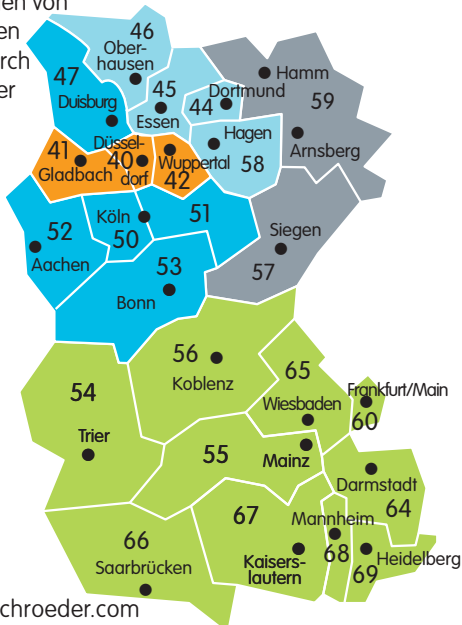 en von
en
rch
er
46
Ober-
hausen
47
Hamm
45
Dortmund
Duisburg
44
59
Essen
Hagen
Düssel-
41
40
Wuppertal
58
Arnsberg
Gladbach
dorf
42
Köln
51
52
50
Siegen
Aachen
53
57
Bonn
56
65
Koblenz
54
Frankfurt/Main
Wiesbaden
60
Trier
55
Mainz
Darmstadt
67
64
Mannheim
66
68
Heidelberg
Saarbrücken
Kaisers-
lautern
69
chroeder.com